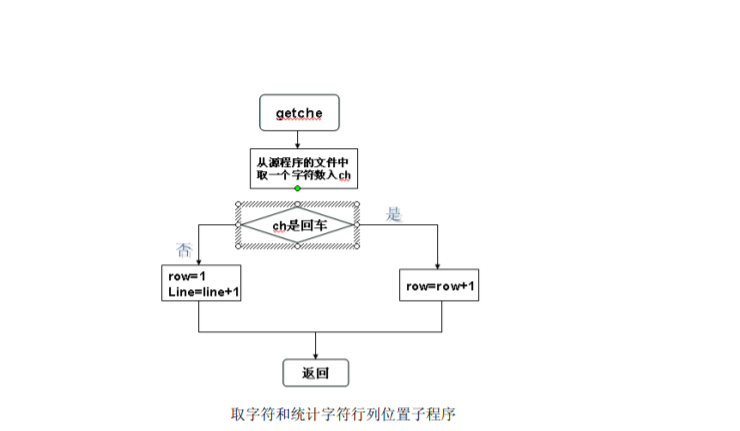 getche
从源程序的文件中
取一个字符数入ch
ch是回车
是
否
row=1
Line=line+1
row=row+1
返回
取字符和统计字符行列位置子程序